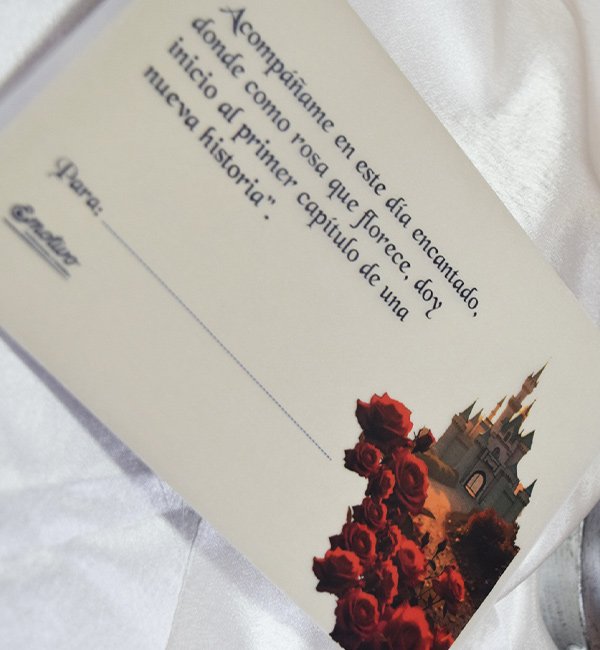 Acompáñame en este día encantado,
donde como rosa que florece, doy
inicio al primer capítulo de una
nueva historia".
Para:
Emotivo